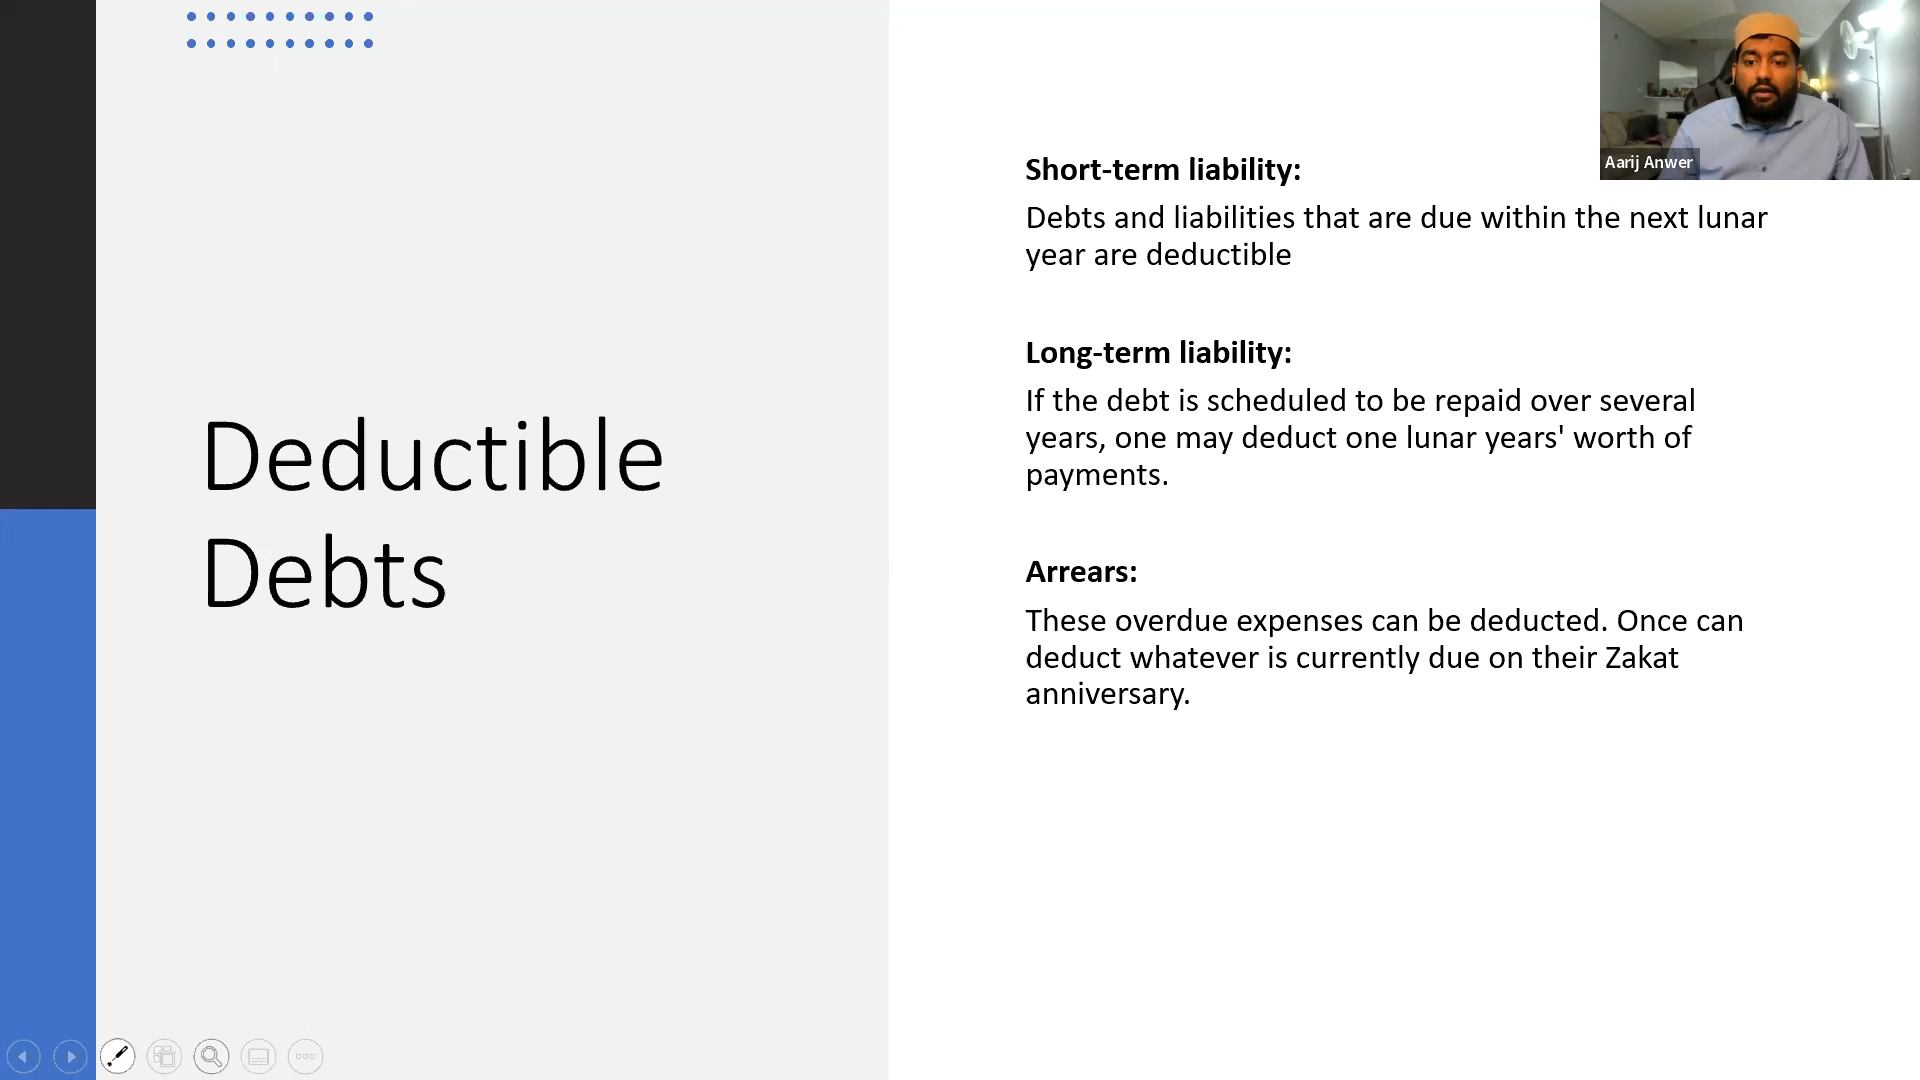 Deductible
Debts
Short-term liability:
Debts and liabilities that are due within the next lunar
year are deductible
Long-term liability:
If the debt is scheduled to be repaid over several
years, one may deduct one lunar years' worth of
payments.
Arrears:
These overdue expenses can be deducted. Once can
deduct whatever is currently due on their Zakat
anniversary.
Aarij Anwer